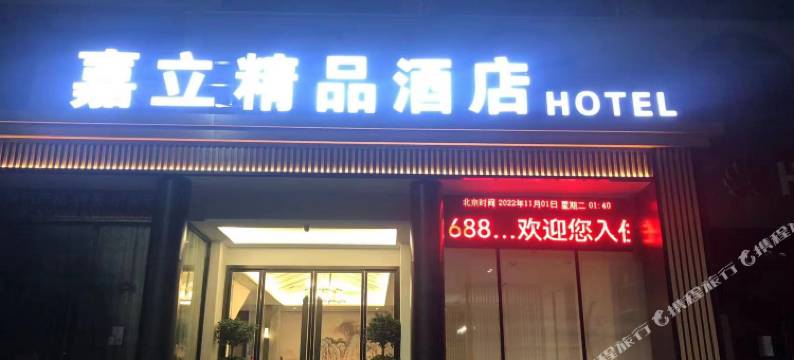 嘉立精品酒店 HOTEL
北京时间 2022年11月01日 星期二 01:40
688...欢迎您入住
携程旅行
携程旅行
H